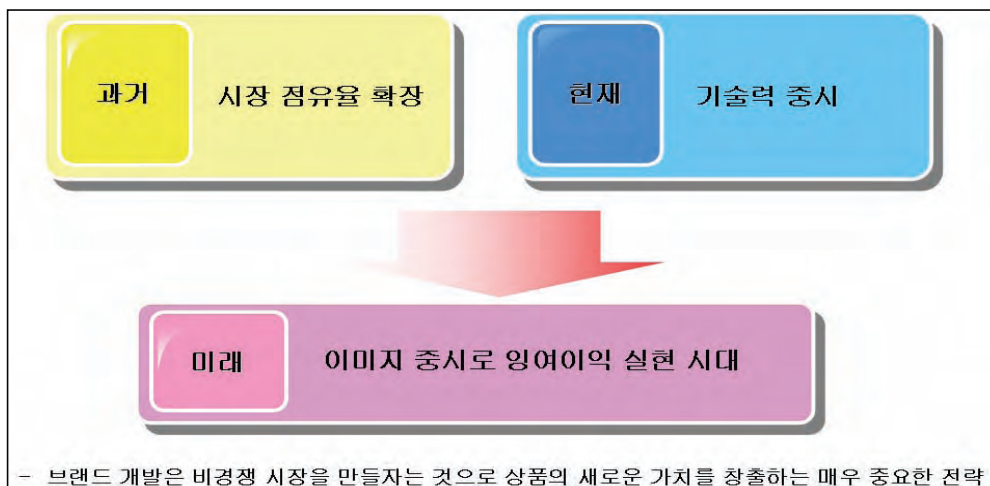 과거 시장 점유율 확장
현재 기술력 중시
미래 이미지 중시로 잉여이익 실현 시대
- 브랜드 개발은 비경쟁 시장을 만들자는 것으로 상품의 새로운 가치를 창출하는 매우 중요한 전략